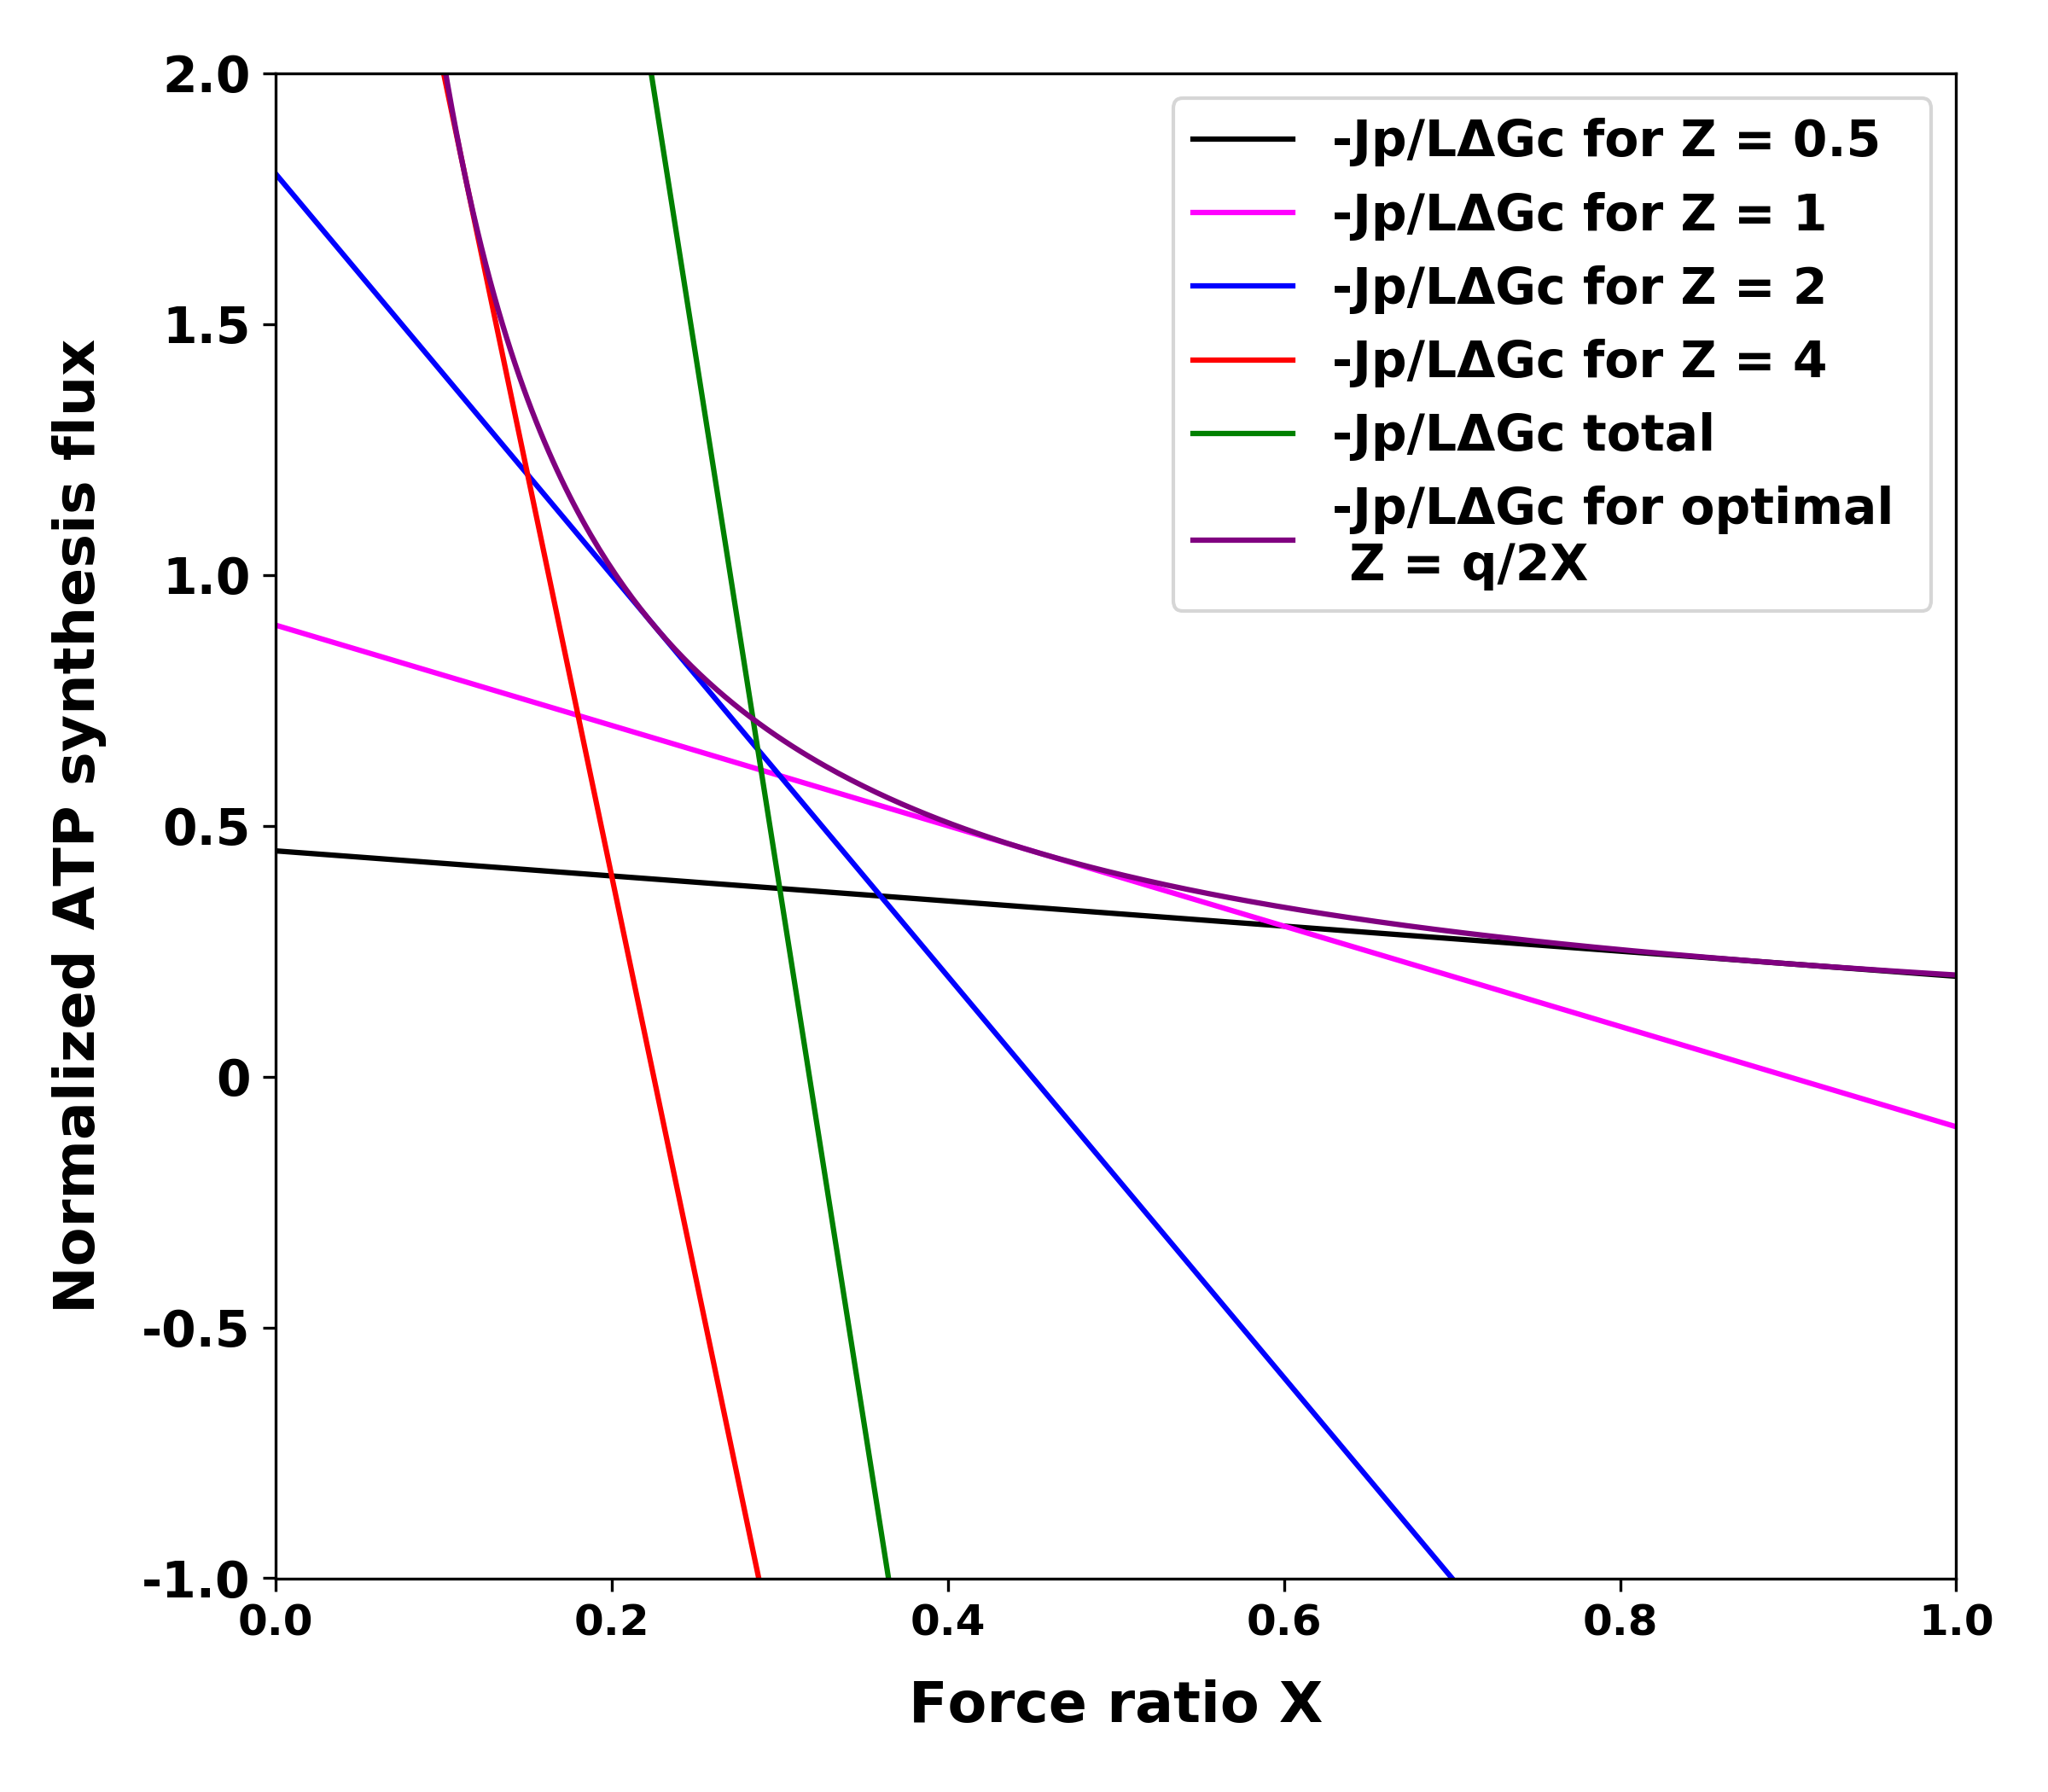 2.0
1.5
1.0
0.5
0
-0.5
-1.0
Normalized ATP synthesis flux
-Jp/LΔGc for Z = 0.5
-Jp/LΔGc for Z = 1
-Jp/LΔGc for Z = 2
-Jp/LΔGc for Z = 4
-Jp/LΔGc total
-Jp/LΔGc for optimal
Z = q/2X
0.0 0.2 0.4 0.6 0.8 1.0
Force ratio X